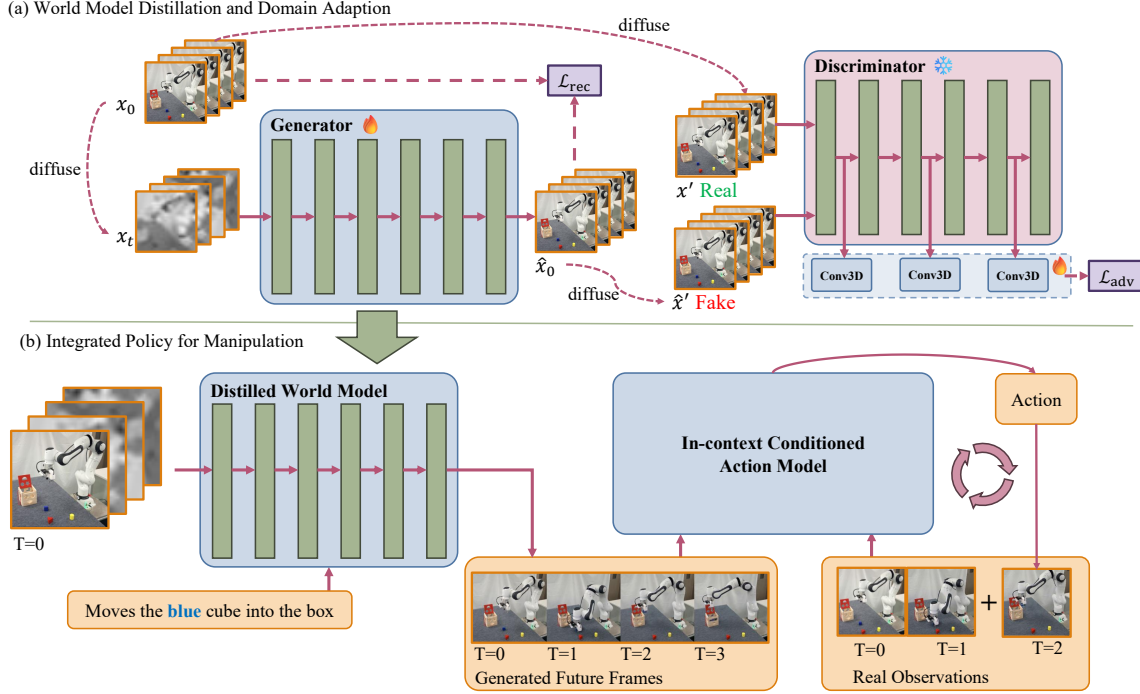 (a) World Model Distillation and Domain Adaption
diffuse
x₀
ℒrec
Discriminator
Generator
diffuse
x′ Real
xₜ
x̂₀
diffuse
x̂′ Fake
Conv3D
Conv3D
Conv3D
ℒadv
(b) Integrated Policy for Manipulation
Distilled World Model
Action
In-context Conditioned
Action Model
T=0
Moves the blue cube into the box
T=0 T=1 T=2 T=3
Generated Future Frames
+
T=0 T=1 T=2
Real Observations